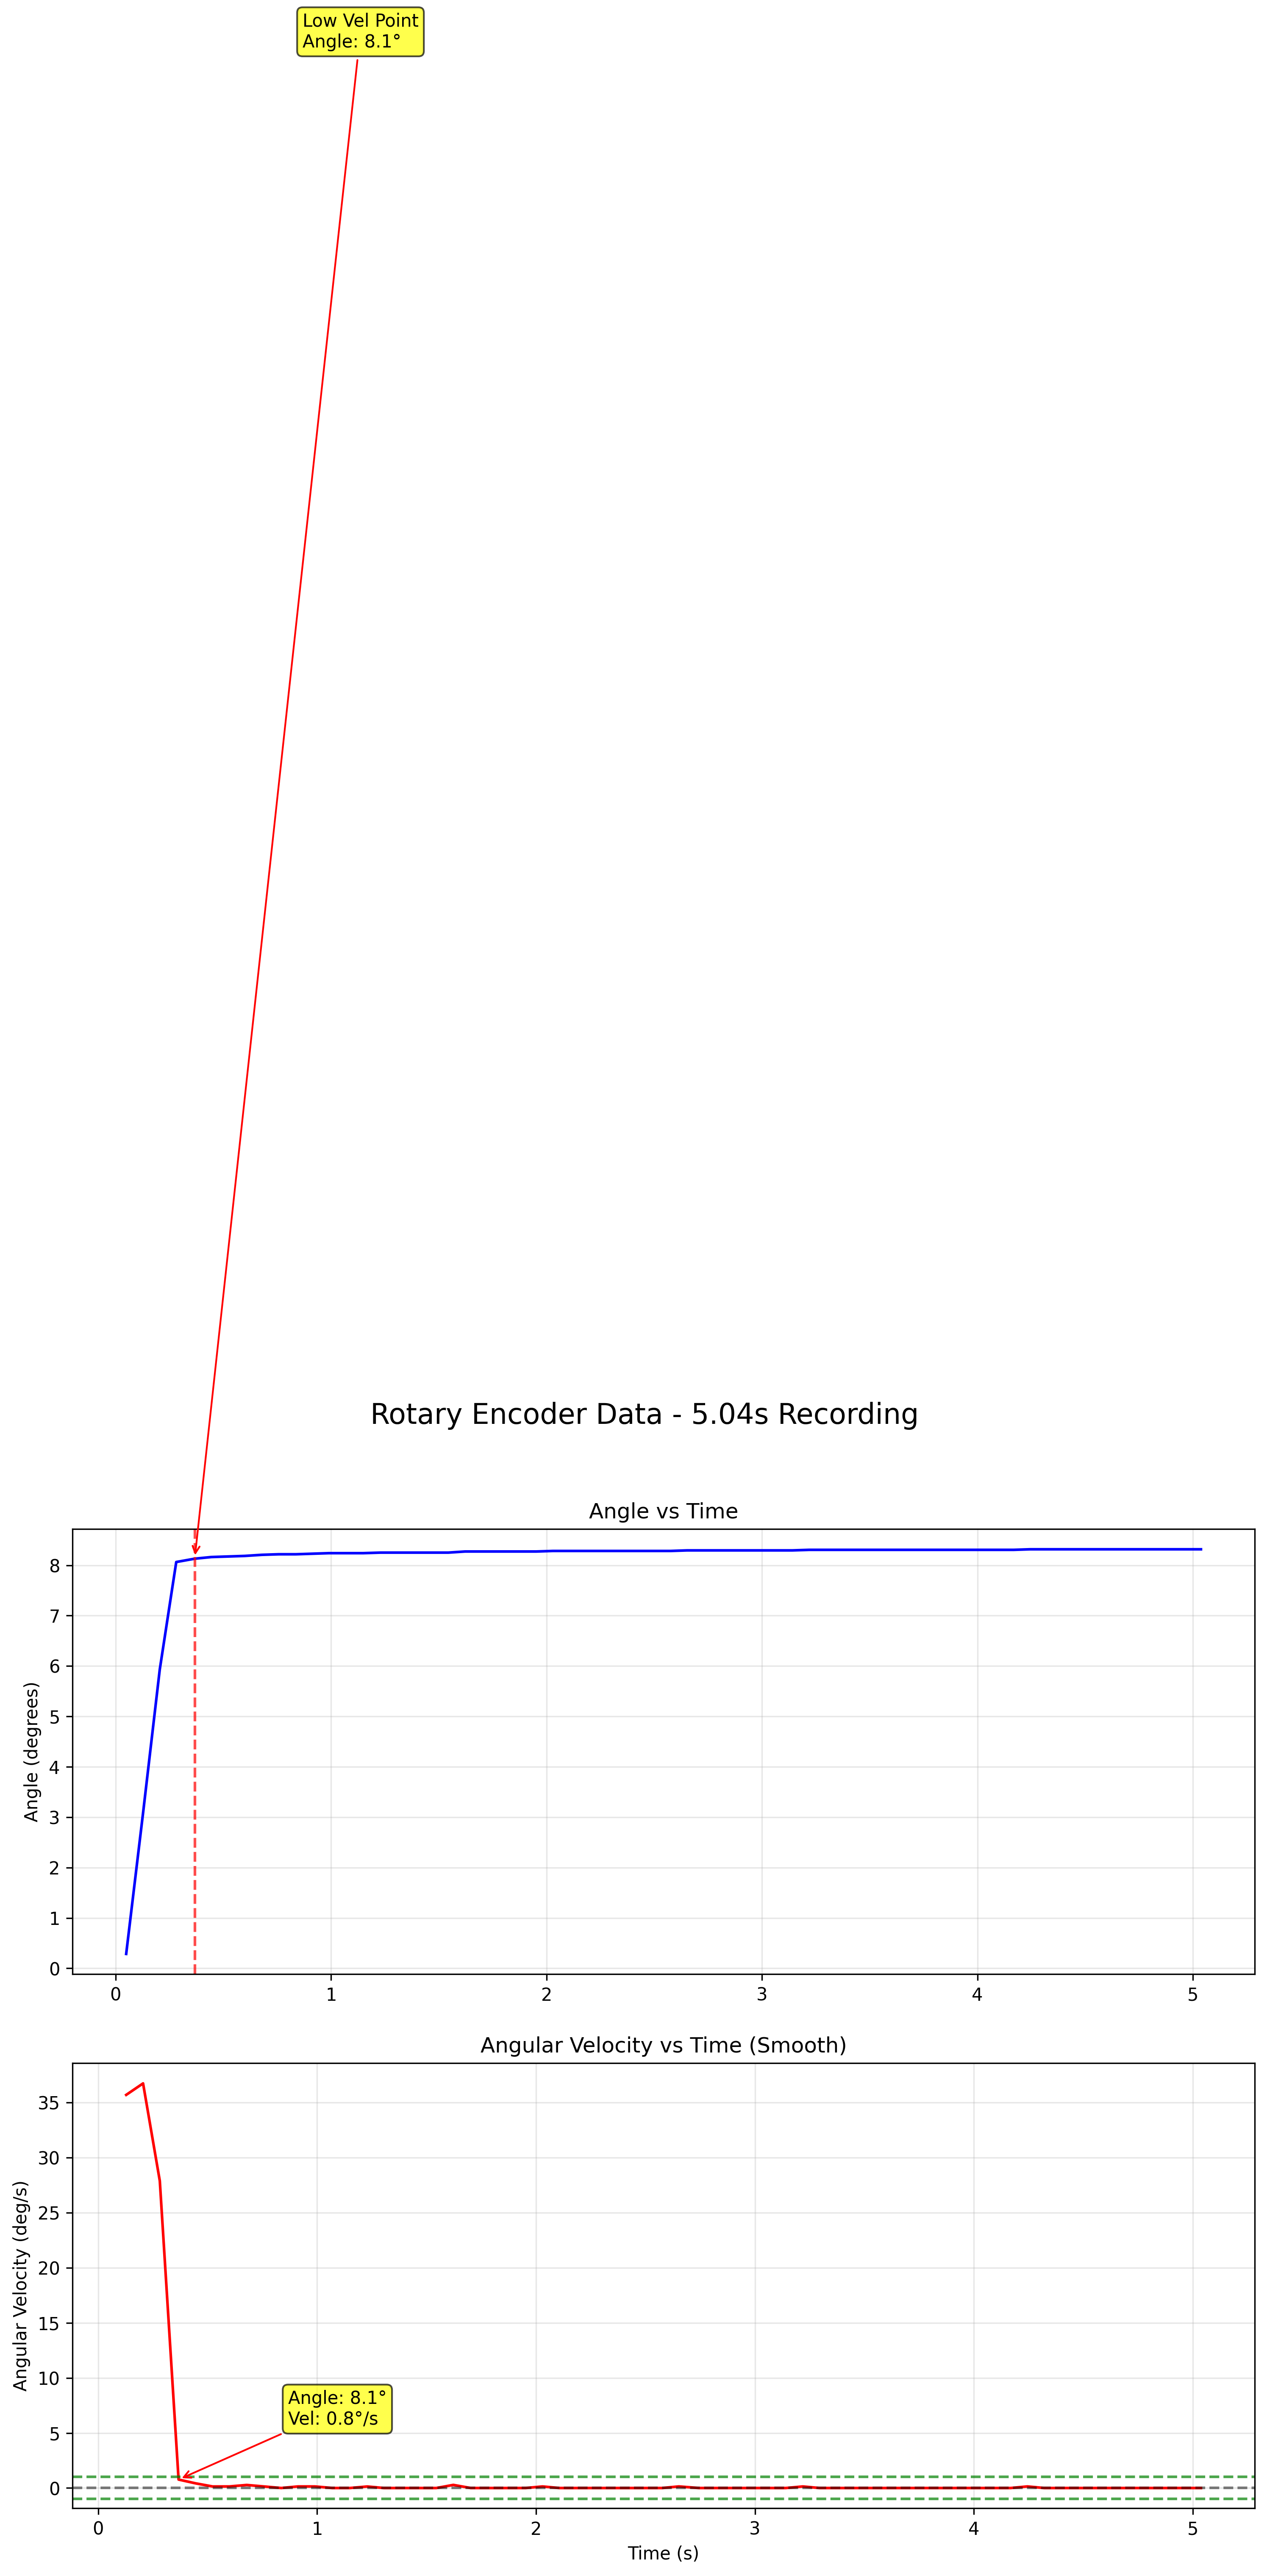 Low Vel Point
Angle: 8.1°
Rotary Encoder Data - 5.04s Recording
Angle vs Time
Angle (degrees)
8
7
6
5
4
3
2
1
0
0 1 2 3 4 5
Angular Velocity vs Time (Smooth)
Angular Velocity (deg/s)
35
30
25
20
15
10
5
0
Angle: 8.1°
Vel: 0.8°/s
0 1 2 3 4 5
Time (s)